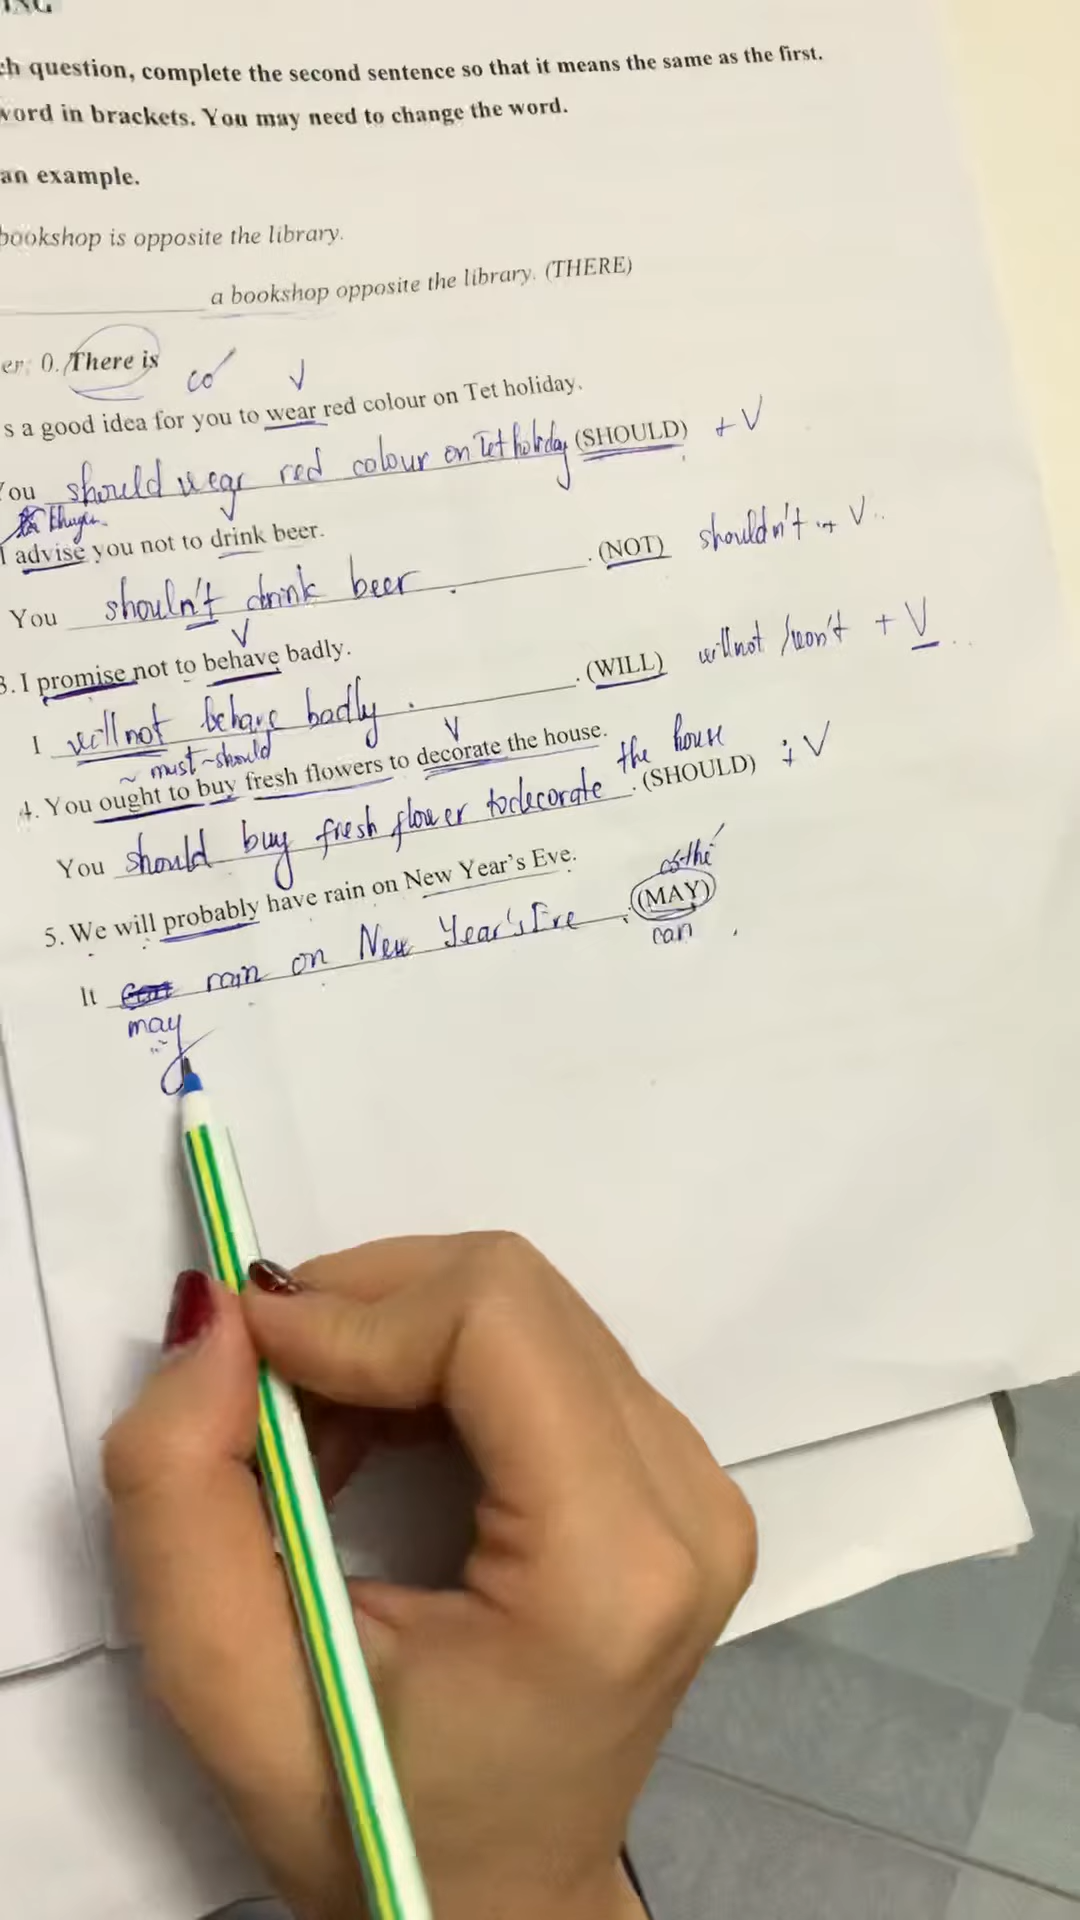 ch question, complete the second sentence so that it means the same as the first.
word in brackets. You may need to change the word.
an example.
bookshop is opposite the library.
a bookshop opposite the library. (THERE)
er: 0. There is
có V
s a good idea for you to wear red colour on Tet holiday.
You should wear red colour on Tet holiday (SHOULD) + V
V
I advise you not to drink beer.
You shouln't drink beer . . (NOT) shouldn't + V..
V
3. I promise not to behave badly.
I will not behave badly . . (WILL) will not / won't + V ...
~ must ~ should V
4. You ought to buy fresh flowers to decorate the house.
You should buy fresh flower to decorate the house . (SHOULD) + V
5. We will probably have rain on New Year's Eve.
có thể
It rain on New Year's Eve . (MAY)
may can